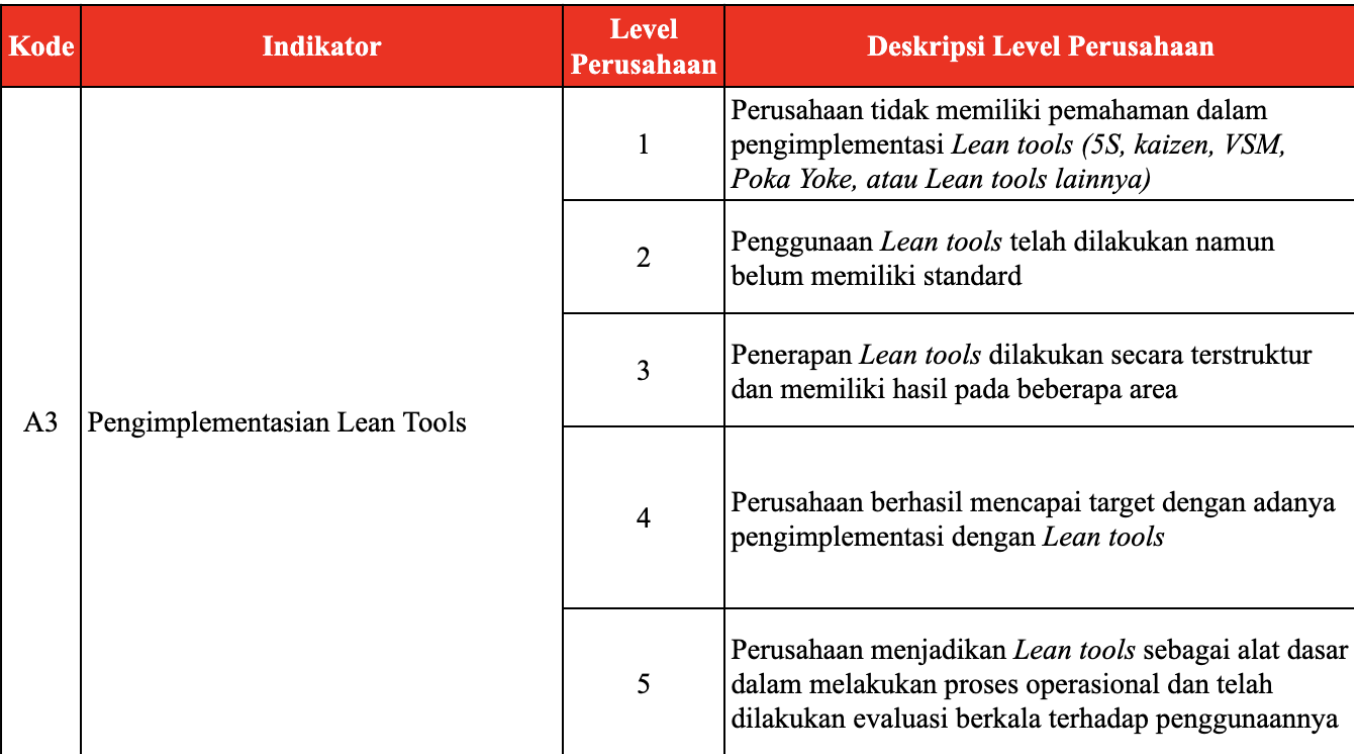 Kode
Indikator
Level
Perusahaan
Deskripsi Level Perusahaan
A3
Pengimplementasian Lean Tools
1
Perusahaan tidak memiliki pemahaman dalam
pengimplementasi Lean tools (5S, kaizen, VSM,
Poka Yoke, atau Lean tools lainnya)
2
Penggunaan Lean tools telah dilakukan namun
belum memiliki standard
3
Penerapan Lean tools dilakukan secara terstruktur
dan memiliki hasil pada beberapa area
4
Perusahaan berhasil mencapai target dengan adanya
pengimplementasi dengan Lean tools
5
Perusahaan menjadikan Lean tools sebagai alat dasar
dalam melakukan proses operasional dan telah
dilakukan evaluasi berkala terhadap penggunaannya